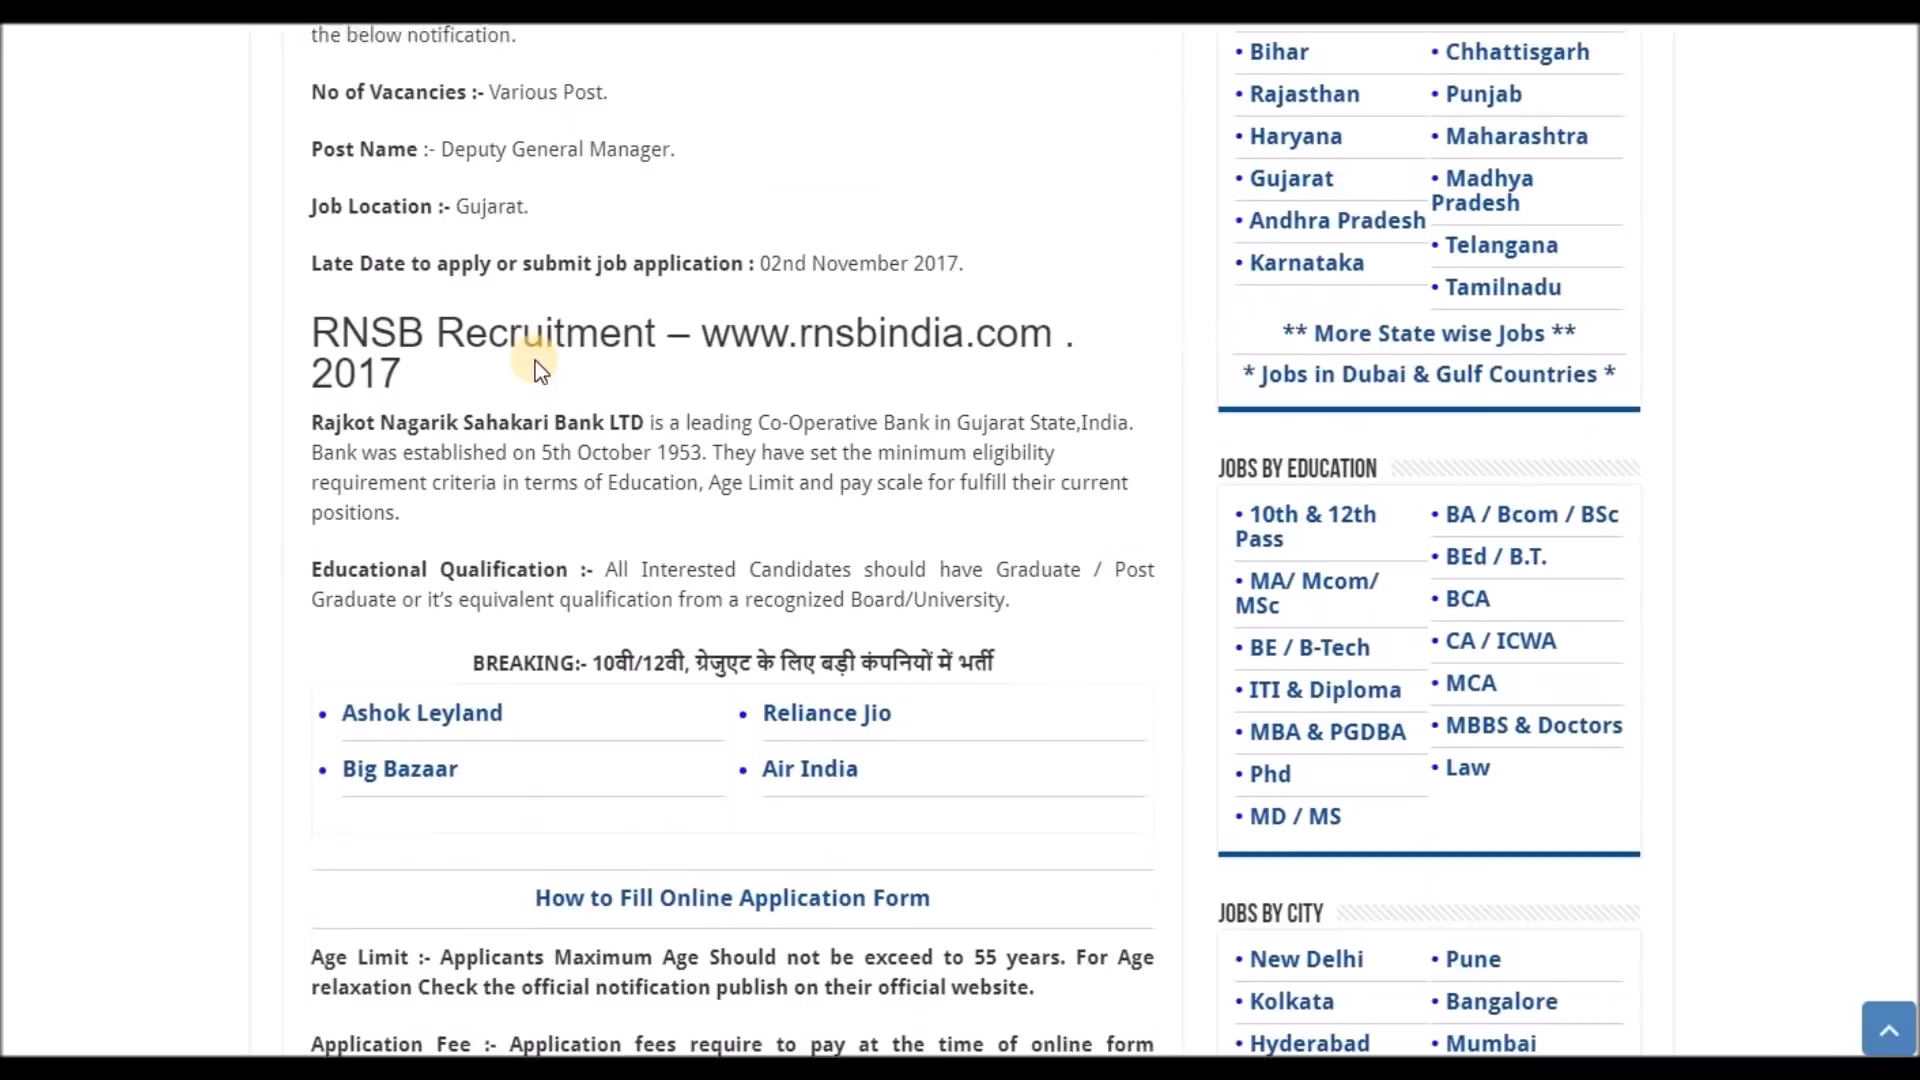 the below notification.
No of Vacancies :- Various Post.
Post Name :- Deputy General Manager.
Job Location :- Gujarat.
Late Date to apply or submit job application : 02nd November 2017.
RNSB Recruitment – www.rnsbindia.com .
2017
Rajkot Nagarik Sahakari Bank LTD is a leading Co-Operative Bank in Gujarat State,India.
Bank was established on 5th October 1953. They have set the minimum eligibility
requirement criteria in terms of Education, Age Limit and pay scale for fulfill their current
positions.
Educational Qualification :- All Interested Candidates should have Graduate / Post
Graduate or it's equivalent qualification from a recognized Board/University.
BREAKING:- 10वी/12वी, ग्रेजुएट के लिए बड़ी कंपनियों में भर्ती
• Ashok Leyland
• Reliance Jio
• Big Bazaar
• Air India
How to Fill Online Application Form
Age Limit :- Applicants Maximum Age Should not be exceed to 55 years. For Age
relaxation Check the official notification publish on their official website.
Application Fee :- Application fees require to pay at the time of online form
• Bihar
• Rajasthan
• Haryana
• Gujarat
• Andhra Pradesh
• Karnataka
• Chhattisgarh
• Punjab
• Maharashtra
• Madhya
Pradesh
• Telangana
• Tamilnadu
** More State wise Jobs **
* Jobs in Dubai & Gulf Countries *
JOBS BY EDUCATION
• 10th & 12th
Pass
• MA/ Mcom/
MSc
• BE / B-Tech
• ITI & Diploma
• MBA & PGDBA
• Phd
• MD / MS
• BA / Bcom / BSc
• BEd / B.T.
• BCA
• CA / ICWA
• MCA
• MBBS & Doctors
• Law
JOBS BY CITY
• New Delhi
• Kolkata
• Hyderabad
• Pune
• Bangalore
• Mumbai